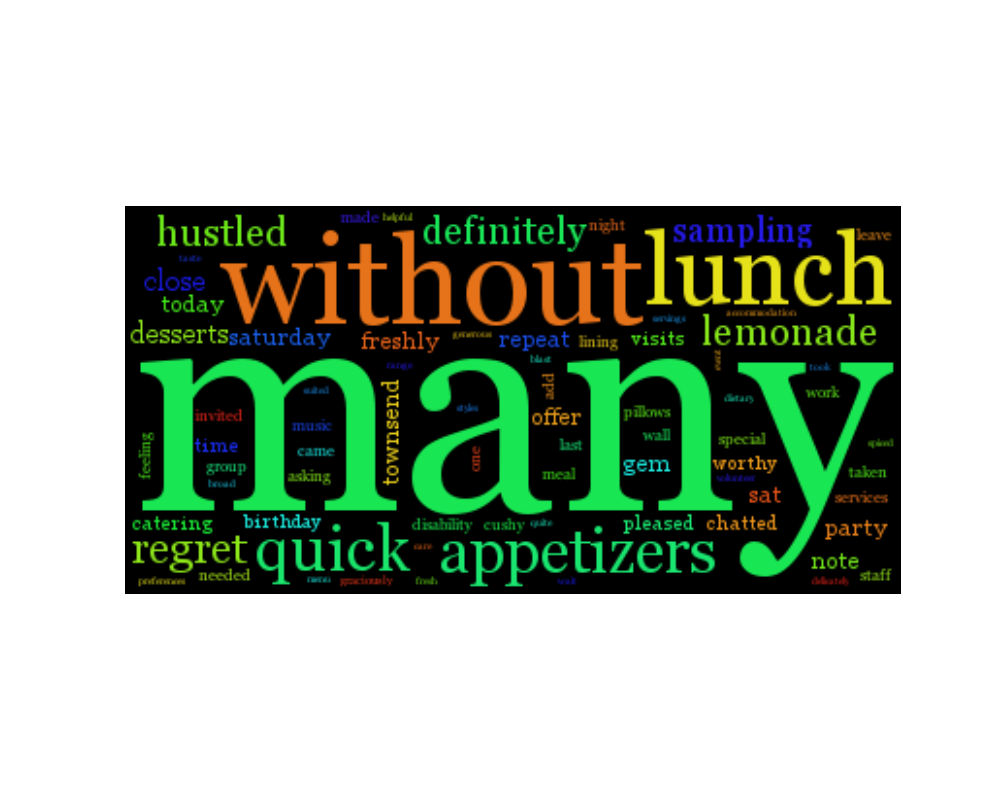 hustled made helpful definitely night sampling leave
taste without lunch
close today servings accommodation
desserts saturday freshly generous repeat lining visits lemonade
many
range blast event took
suited townsend add dietary work
invited music styles offer pillows
feeling time came one last wall special spiced
group broad asking meal gem worthy volunteer taken
sat services
catering birthday disability cushy quite pleased chatted party
regret quick care appetizers note
preferences needed menu graciously fresh wait delicately staff